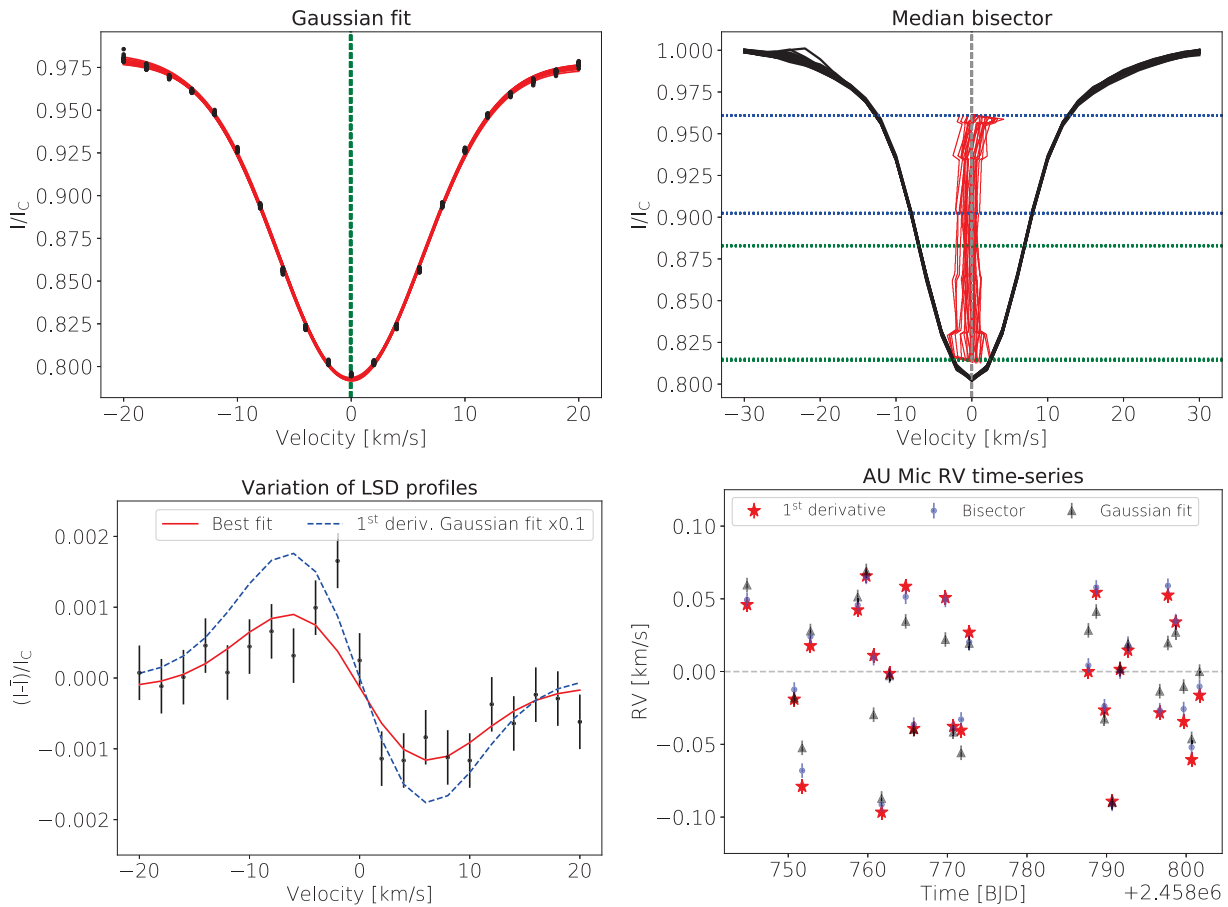 Gaussian fit
I/I_C
0.975
0.950
0.925
0.900
0.875
0.850
0.825
0.800
−20 −10 0 10 20
Velocity [km/s]
Median bisector
I/I_C
1.000
0.975
0.950
0.925
0.900
0.875
0.850
0.825
0.800
−30 −20 −10 0 10 20 30
Velocity [km/s]
Variation of LSD profiles
Best fit
1st deriv. Gaussian fit x0.1
(I-Ī)/I_C
0.002
0.001
0.000
−0.001
−0.002
−20 −10 0 10 20
Velocity [km/s]
AU Mic RV time-series
1st derivative
Bisector
Gaussian fit
RV [km/s]
0.10
0.05
0.00
−0.05
−0.10
750 760 770 780 790 800
Time [BJD]
+2.458e6